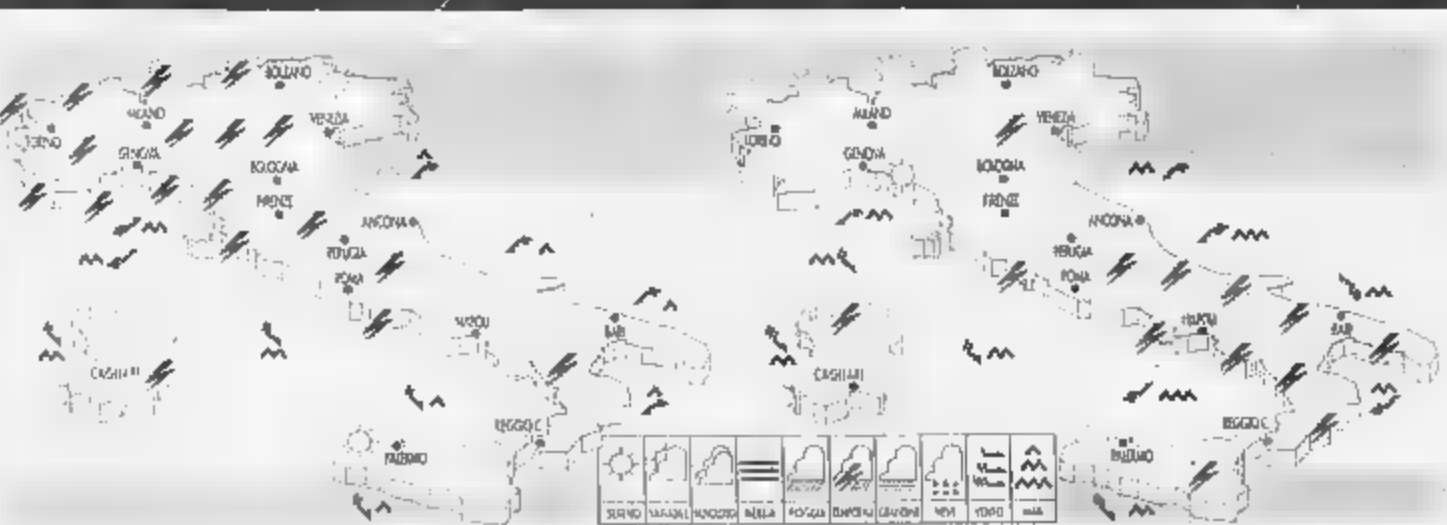 BOLZANO
MILANO
VENEZIA
TORINO
GENOVA
BOLOGNA
FIRENZE
ANCONA
PERUGIA
ROMA
NAPOLI
BARI
CAGLIARI
REGGIO C.
PALERMO
BOLZANO
MILANO
VENEZIA
TORINO
GENOVA
BOLOGNA
FIRENZE
ANCONA
PERUGIA
ROMA
NAPOLI
BARI
CAGLIARI
REGGIO C.
PALERMO
SERENO VARIABILE NUVOLOSO NEBBIA PIOGGIA NEVE VENTO MARE